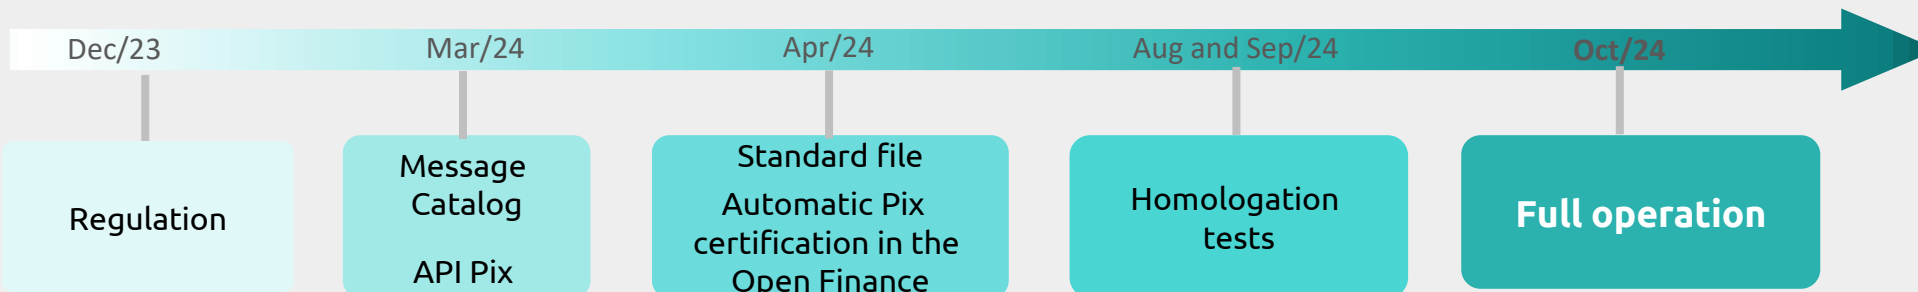 Dec/23
Mar/24
Apr/24
Aug and Sep/24
Oct/24
Regulation
Message
Catalog
API Pix
Standard file
Automatic Pix
certification in the
Open Finance
Homologation
tests
Full operation